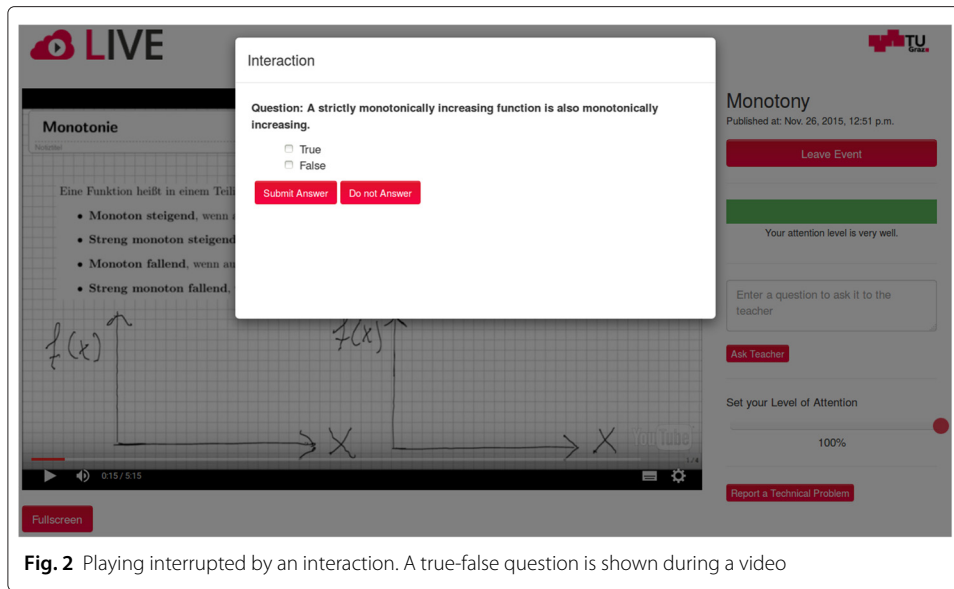 LIVE
TU
Graz
Interaction
Question: A strictly monotonically increasing function is also monotonically
increasing.
True
False
Submit Answer Do not Answer
Monotonie
Notiztitel
Eine Funktion heißt in einem Teili
• Monoton steigend, wenn a
• Streng monoton steigend
• Monoton fallend, wenn au
• Streng monoton fallend,
f(x)
f(x)
X
X
YouTube
1/4
0:15 / 5:15
Fullscreen
Monotony
Published at: Nov. 26, 2015, 12:51 p.m.
Leave Event
Your attention level is very well.
Enter a question to ask it to the
teacher
Ask Teacher
Set your Level of Attention
100%
Report a Technical Problem
Fig. 2 Playing interrupted by an interaction. A true-false question is shown during a video